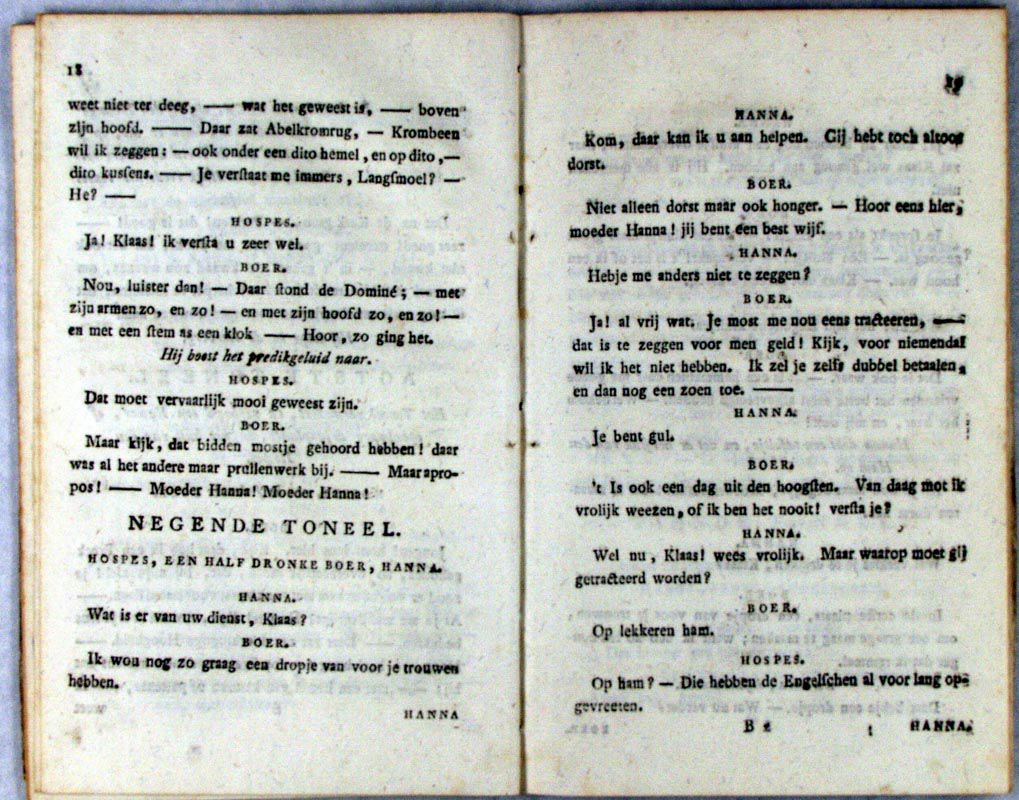 18
weet niet ter deeg, —— wat het geweest is, —— boven
zijn hoofd. —— Daar zat Abelkromrug, — Krombeen
wil ik zeggen: — ook onder een dito hemel, en op dito, —
dito kussens. —— Je verstaat me immers, Langsmoel? —
He? ——
HOSPES.
Ja! Klaas! ik versta u zeer wel.
BOER.
Nou, luister dan! — Daar stond de Dominé; — met
zijn armen zo, en zo! — en met zijn hoofd zo, en zo! —
en met een stem as een klok —— Hoor, zo ging het.
Hij boost het predikgeluid naar.
HOSPES.
Dat moet vervaarlijk mooi geweest zijn.
BOER.
Maar kijk, dat bidden mostje gehoord hebben! daar
was al het andere maar prullenwerk bij. —— Maar apro-
pos! —— Moeder Hanna! Moeder Hanna!
NEGENDE TONEEL.
HOSPES, EEN HALF DRONKE BOER, HANNA.
HANNA.
Wat is er van uw dienst, Klaas?
BOER.
Ik wou nog zo graag een dropje van voor je trouwen
hebben.
HANNA
19
HANNA.
Kom, daar kan ik u aan helpen. Gij hebt toch altoos
dorst.
BOER.
Niet alleen dorst maar ook honger. — Hoor eens hier,
moeder Hanna! jij bent een best wijf.
HANNA.
Hebje me anders niet te zeggen?
BOER.
Ja! al vrij wat. Je most me nou eens tracteeren, ——
dat is te zeggen voor men geld! Kijk, voor niemendal
wil ik het niet hebben. Ik zel je zelfs dubbel betaalen,
en dan nog een zoen toe. ——
HANNA.
Je bent gul.
BOER.
't Is ook een dag uit den hoogsten. Van daag mot ik
vrolijk weezen, of ik ben het nooit! versta je?
HANNA.
Wel nu, Klaas! wees vrolijk. Maar waarop moet gij
getracteerd worden?
BOER.
Op lekkeren ham.
HOSPES.
Op ham? — Die hebben de Engelschen al voor lang op-
gevreeten.
B 2 HANNA.